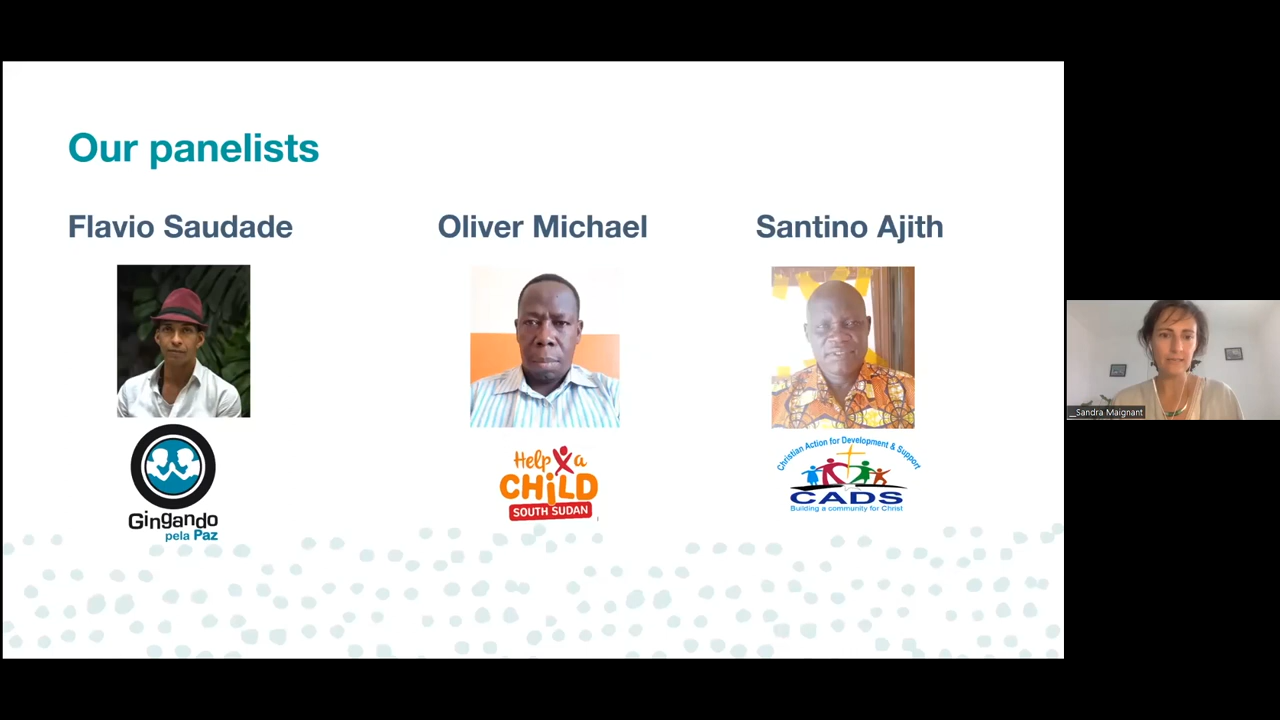 Our panelists
Flavio Saudade
Oliver Michael
Santino Ajith
Gingando
pela Paz
Help a
CHILD
SOUTH SUDAN
Christian Action for Development & Support
CADS
Building a community for Christ
__Sandra Maignant